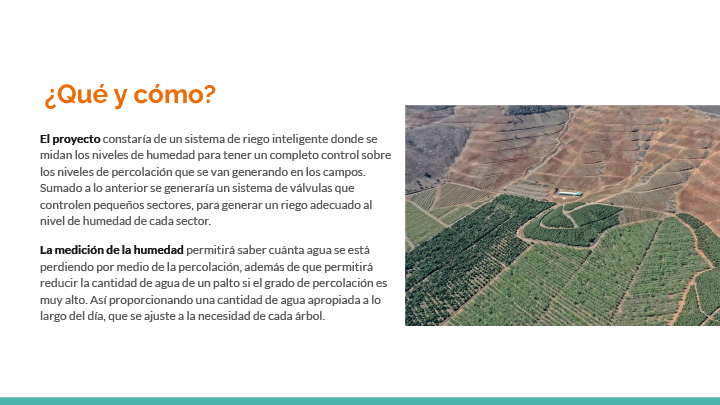 ¿Qué y cómo?
El proyecto constaría de un sistema de riego inteligente donde se
midan los niveles de humedad para tener un completo control sobre
los niveles de percolación que se van generando en los campos.
Sumado a lo anterior se generaría un sistema de válvulas que
controlen pequeños sectores, para generar un riego adecuado al
nivel de humedad de cada sector.
La medición de la humedad permitirá saber cuánta agua se está
perdiendo por medio de la percolación, además de que permitirá
reducir la cantidad de agua de un palto si el grado de percolación es
muy alto. Así proporcionando una cantidad de agua apropiada a lo
largo del día, que se ajuste a la necesidad de cada árbol.